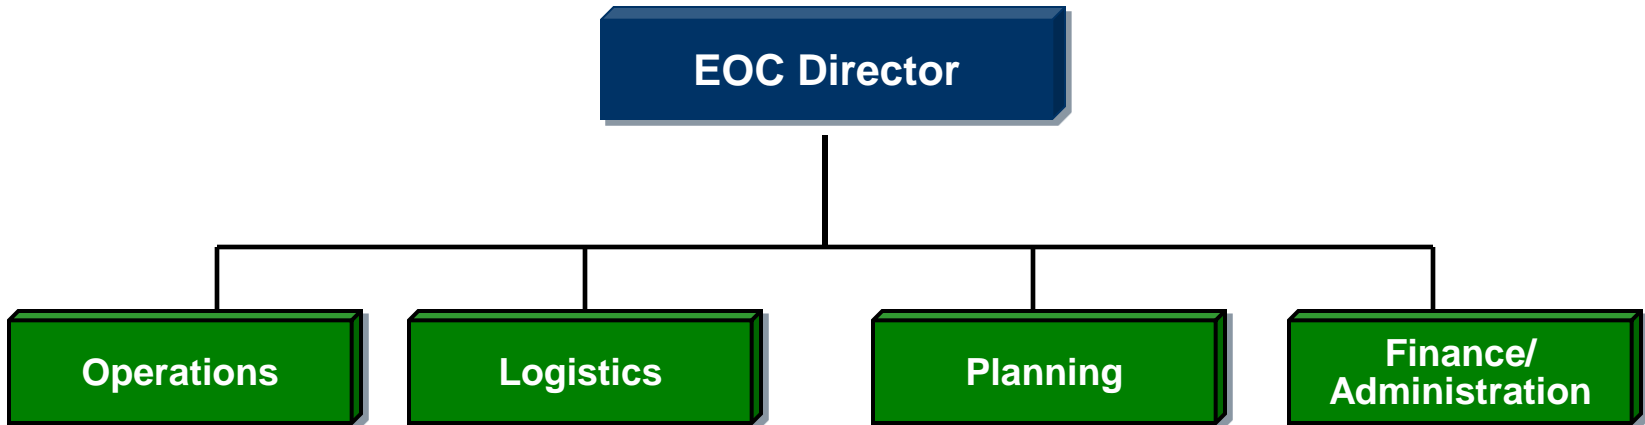 EOC Director
Operations
Logistics
Planning
Finance/
Administration